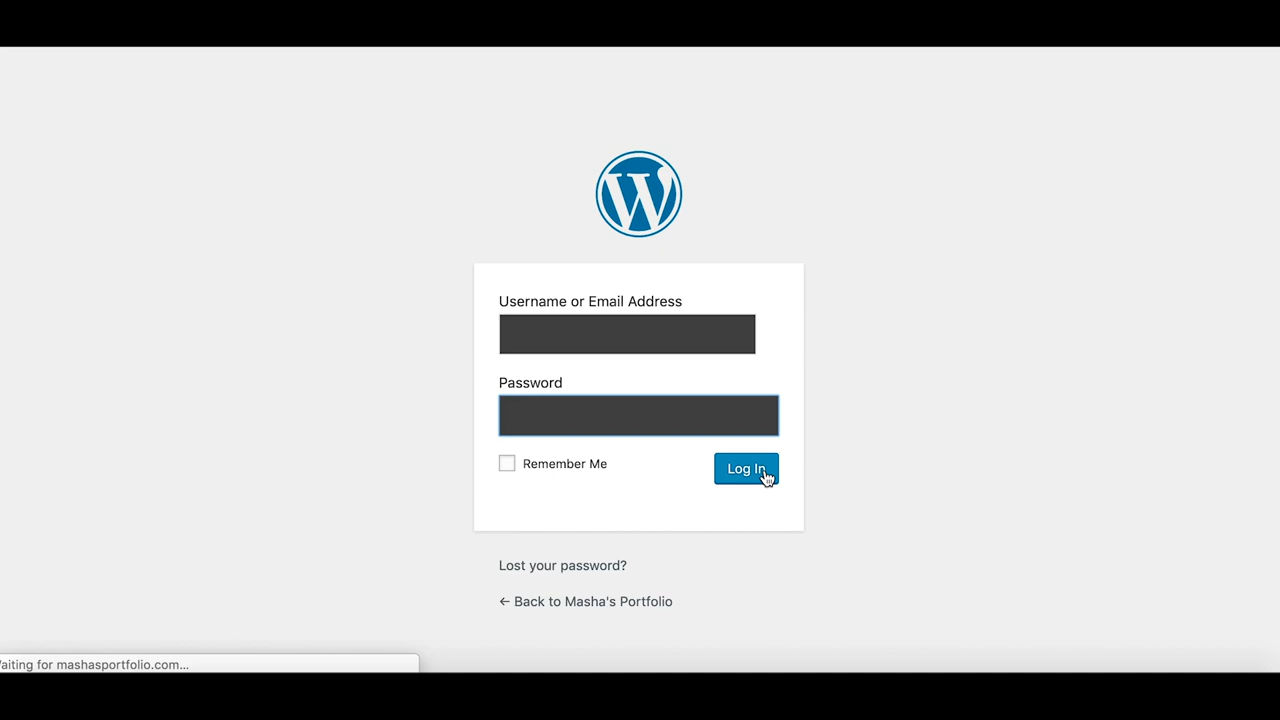 Username or Email Address
Password
Remember Me
Log In
Lost your password?
← Back to Masha's Portfolio
aiting for mashasportfolio.com...